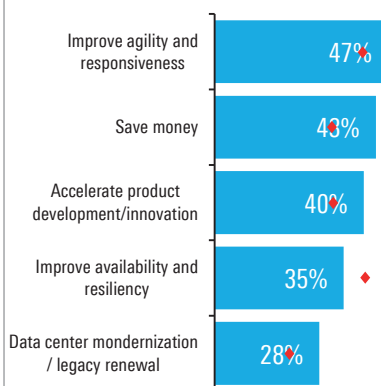 Improve agility and
responsiveness
47%
Save money
43%
Accelerate product
development/innovation
40%
Improve availability and
resiliency
35%
Data center mondernization
/ legacy renewal
28%